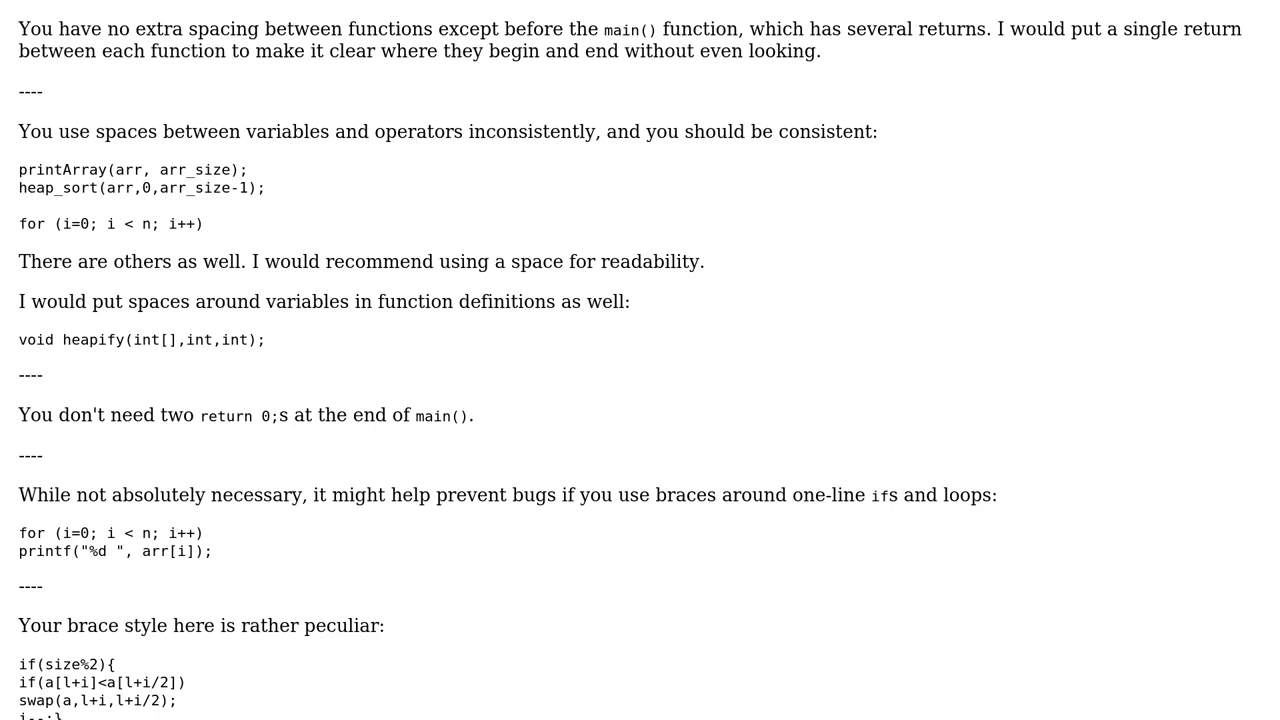 You have no extra spacing between functions except before the main() function, which has several returns. I would put a single return
between each function to make it clear where they begin and end without even looking.
----
You use spaces between variables and operators inconsistently, and you should be consistent:
printArray(arr, arr_size);
heap_sort(arr,0,arr_size-1);
for (i=0; i < n; i++)
There are others as well. I would recommend using a space for readability.
I would put spaces around variables in function definitions as well:
void heapify(int[],int,int);
----
You don't need two return 0;s at the end of main().
----
While not absolutely necessary, it might help prevent bugs if you use braces around one-line ifs and loops:
for (i=0; i < n; i++)
printf("%d ", arr[i]);
----
Your brace style here is rather peculiar:
if(size%2){
if(a[l+i]<a[l+i/2])
swap(a,l+i,l+i/2);
i--;}